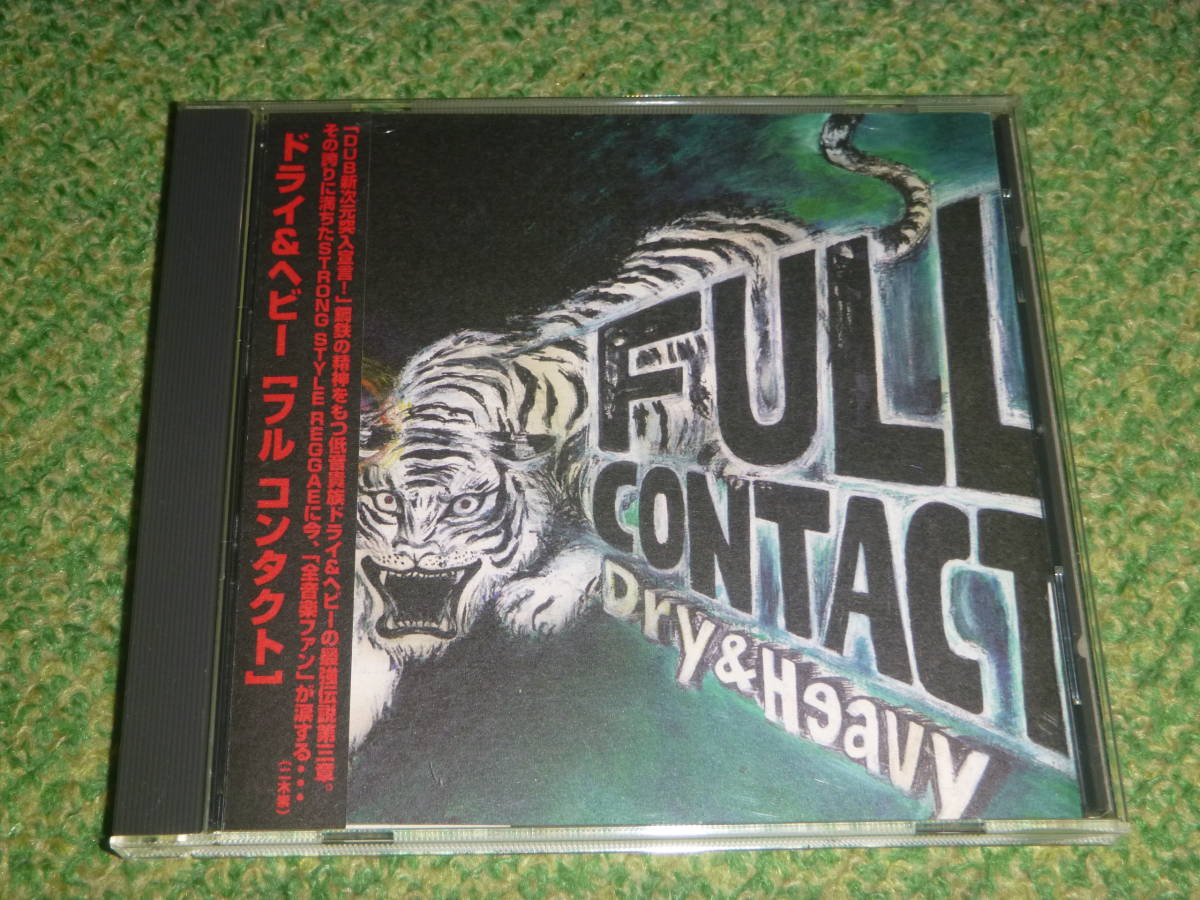 ドライ&ヘビー [フル コンタクト]
「DUB新次元突入宣言!」鋼鉄の精神をもつ低音貴族ドライ&ヘビーの最強伝説第三章。
その誇りに満ちたSTRONG STYLE REGGAEに今、「全音楽ファン」が涙する・・・
FULL
CONTACT
Dry&Heavy